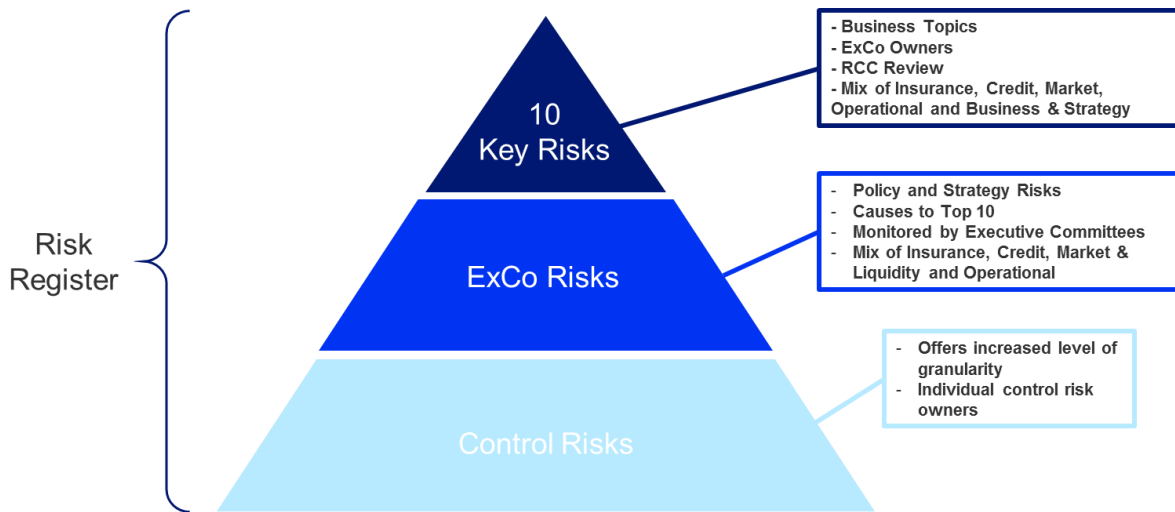 Risk
Register
10
Key Risks
ExCo Risks
Control Risks
- Business Topics
- ExCo Owners
- RCC Review
- Mix of Insurance, Credit, Market,
Operational and Business & Strategy
- Policy and Strategy Risks
- Causes to Top 10
- Monitored by Executive Committees
- Mix of Insurance, Credit, Market &
Liquidity and Operational
- Offers increased level of
granularity
- Individual control risk
owners